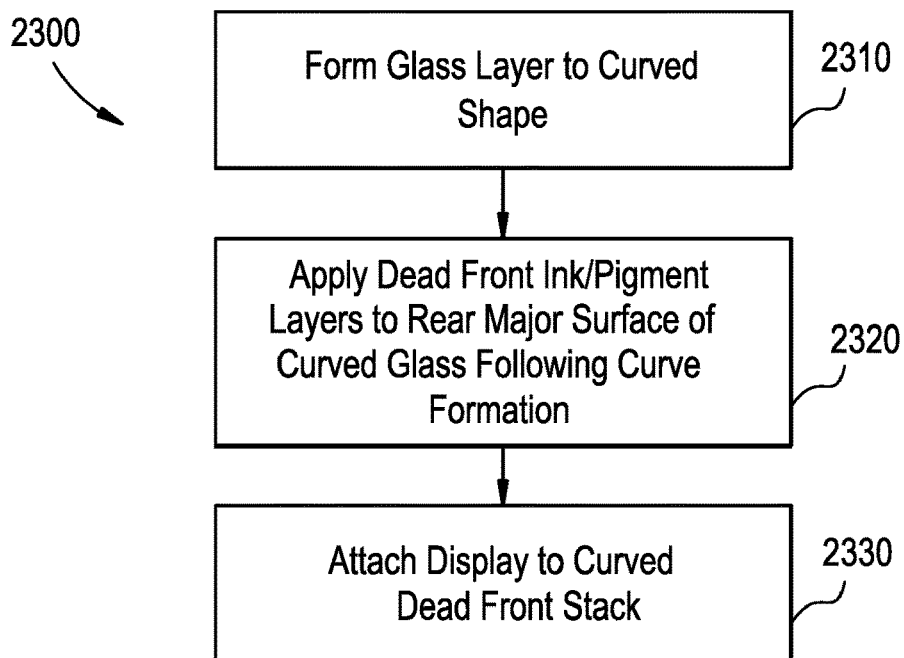 2300
Form Glass Layer to Curved
Shape
2310
Apply Dead Front Ink/Pigment
Layers to Rear Major Surface of
Curved Glass Following Curve
Formation
2320
Attach Display to Curved
Dead Front Stack
2330